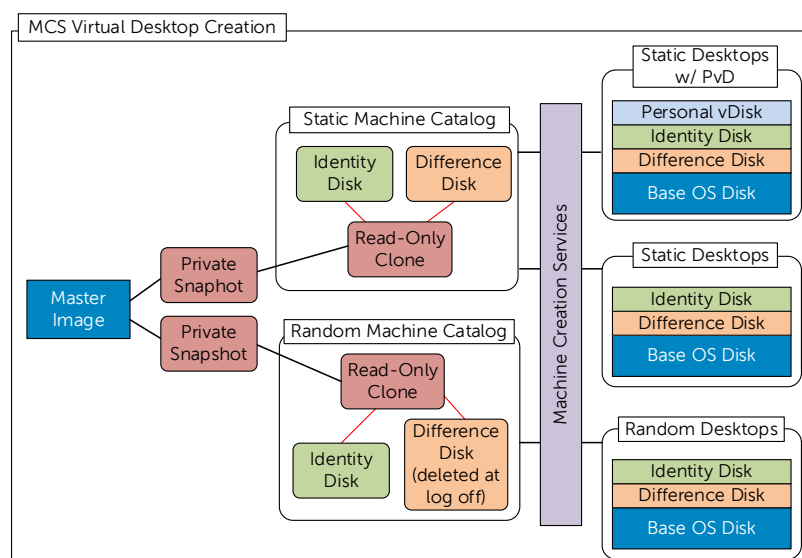 MCS Virtual Desktop Creation
Static Machine Catalog
Identity
Disk
Difference
Disk
Read-Only
Clone
Private
Snaphot
Master
Image
Private
Snapshot
Random Machine Catalog
Read-Only
Clone
Identity
Disk
Difference
Disk
(deleted at
log off)
Machine Creation Services
Static Desktops
w/ PvD
Personal vDisk
Identity Disk
Difference Disk
Base OS Disk
Static Desktops
Identity Disk
Difference Disk
Base OS Disk
Random Desktops
Identity Disk
Difference Disk
Base OS Disk